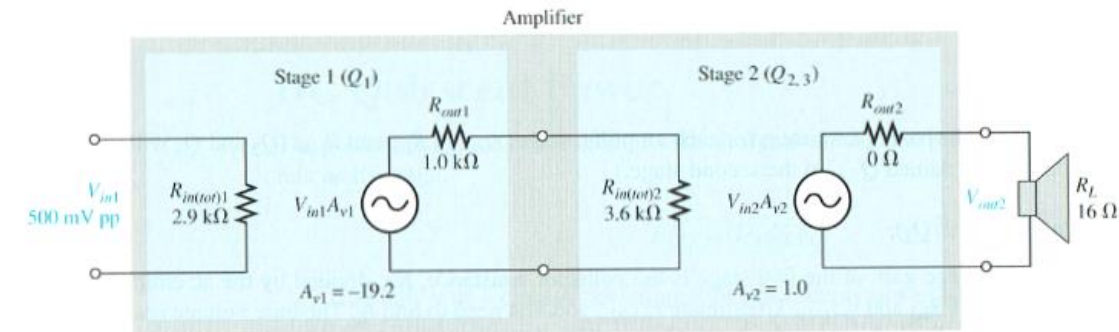 Amplifier
Stage 1 (Q1)
Stage 2 (Q2, 3)
Rout1
1.0 kΩ
Rout2
0 Ω
Vin1
500 mV pp
Rin(tot)1
2.9 kΩ
Vin1Av1
Rin(tot)2
3.6 kΩ
Vin2Av2
Vout2
RL
16 Ω
Av1 = –19.2
Av2 = 1.0